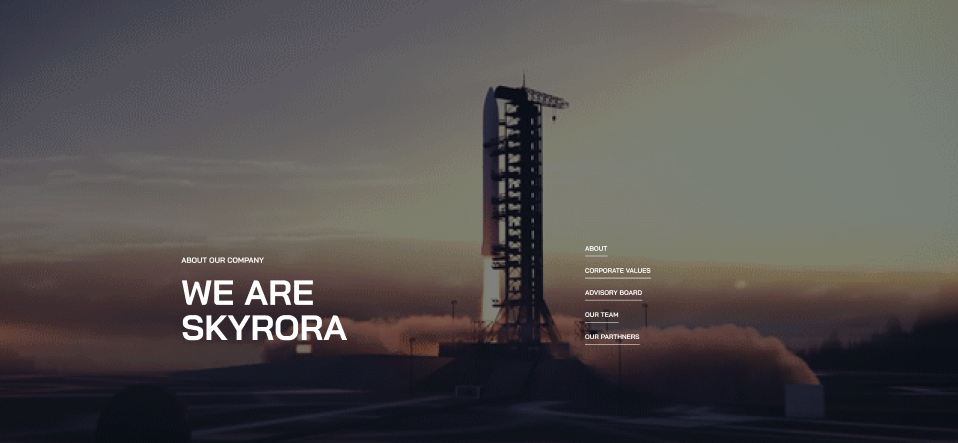 ABOUT OUR COMPANY
WE ARE
SKYRORA
ABOUT
CORPORATE VALUES
ADVISORY BOARD
OUR TEAM
OUR PARTHNERS